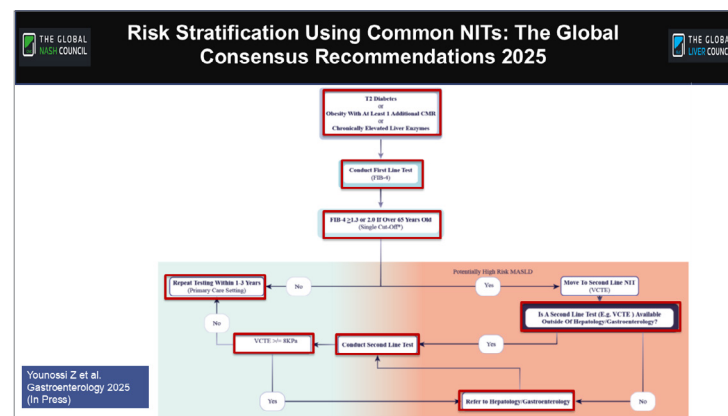 THE GLOBAL
NASH COUNCIL
Risk Stratification Using Common NITs: The Global
Consensus Recommendations 2025
THE GLOBAL
LIVER COUNC
T2 Diabetes
or
Obesity With At Least 1 Additional CMR
or
Chronically Elevated Liver Enzymes
Conduct First Line Test
(FIB-4)
FIB-4 ≥1.3 or 2.0 If Over 65 Years Old
(Single Cut-Off*)
Potentially High Risk MASLD
Repeat Testing Within 1-3 Years
(Primary Care Setting)
No
Yes
Move To Second Line NIT
(VCTE)
Is A Second Line Test (E.g. VCTE ) Available
Outside Of Hepatology/Gastroenterology?
No
VCTE >/= 8KPa
Conduct Second Line Test
Yes
Younossi Z et al.
Gastroenterology 2025
(In Press)
Yes
Refer to Hepatology/Gastroenterology
No